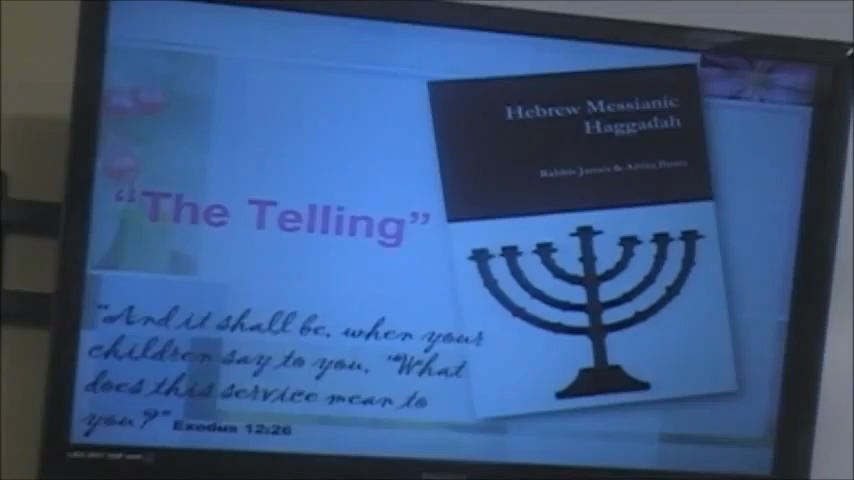 Hebrew Messianic
Haggadah
Rabbis
"The Telling"
"And it shall be, when your
children say to you, "What
does this service mean to
you?" Exodus 12:26